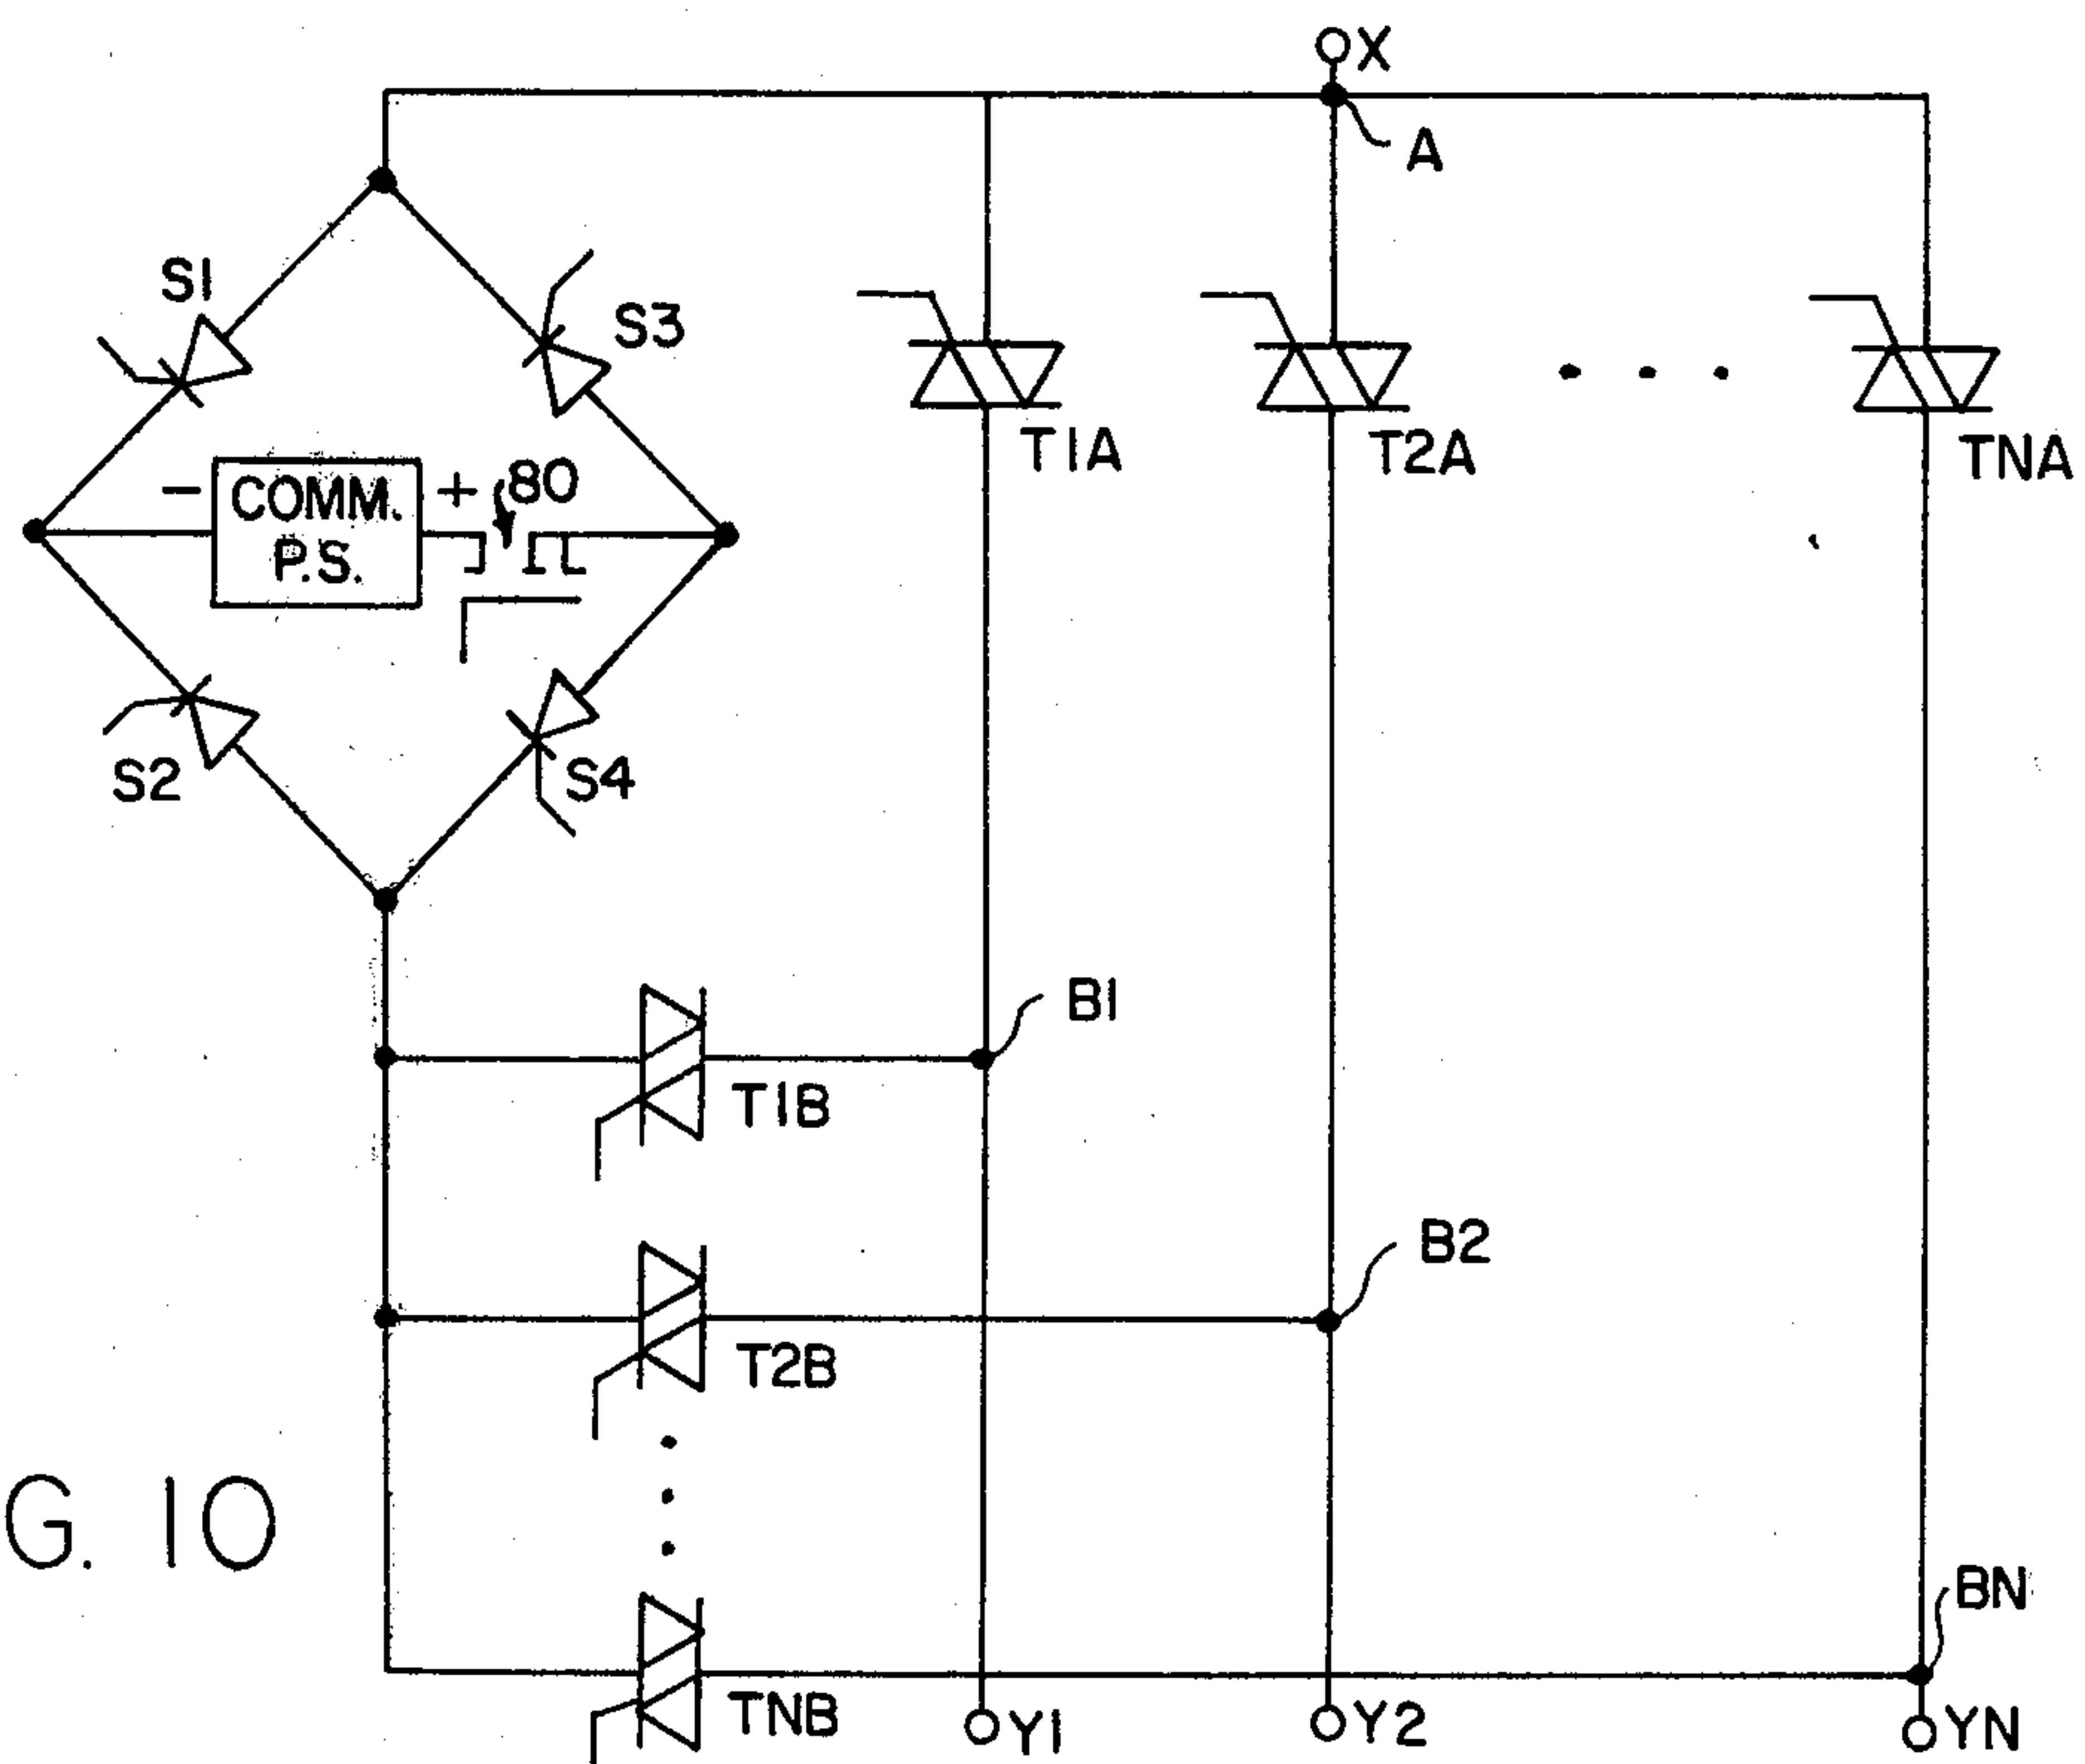 X
A
S1
S3
T1A
T2A
TNA
- COMM. + 80
P.S.
S2
S4
B1
T1B
B2
T2B
G. 10
BN
TNB
Y1
Y2
YN